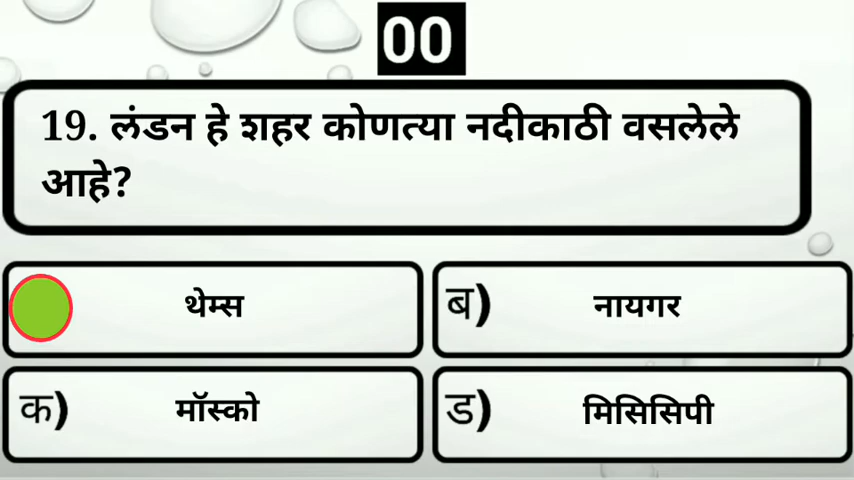 00
19. लंडन हे शहर कोणत्या नदीकाठी वसलेले
आहे?
थेम्स
ब) नायगर
क) मॉस्को
ड) मिसिसिपी